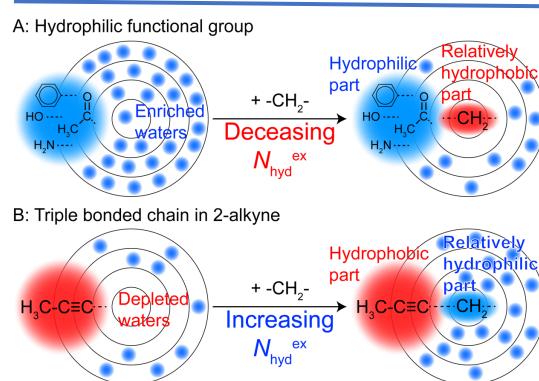 A: Hydrophilic functional group
Hydrophilic
part
Relatively
hydrophobic
part
O
HO
H₃C
H₂N
Enriched
waters
+ -CH₂-
Deceasing
N_hyd^ex
O
HO
H₃C
H₂N
CH₂
B: Triple bonded chain in 2-alkyne
Hydrophobic
part
Relatively
hydrophilic
part
H₃C-C≡C
Depleted
waters
+ -CH₂-
Increasing
N_hyd^ex
H₃C-C≡C
CH₂